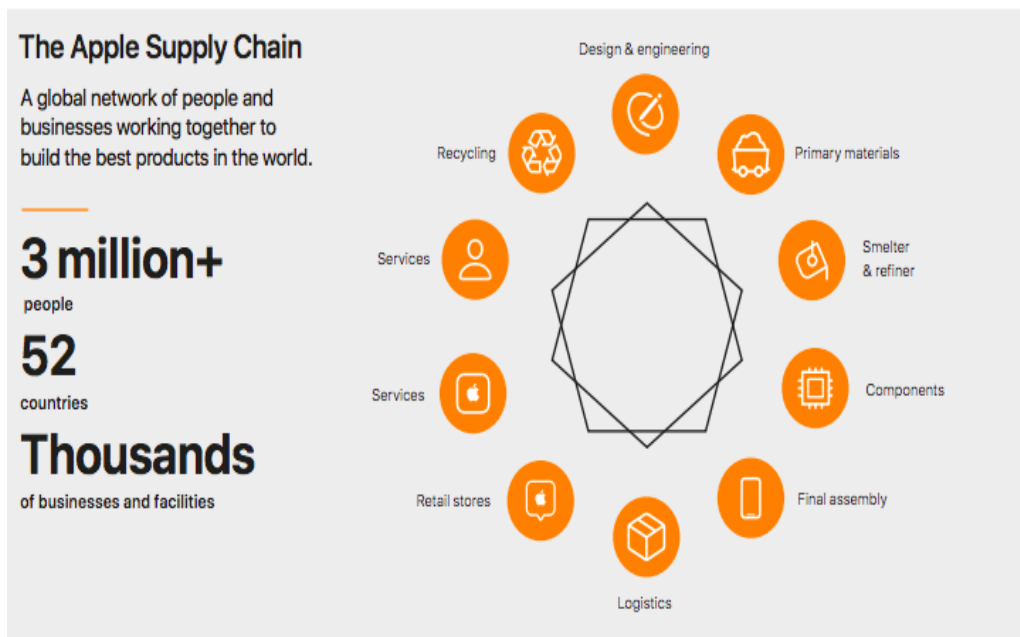 The Apple Supply Chain
A global network of people and
businesses working together to
build the best products in the world.
3 million+
people
52
countries
Thousands
of businesses and facilities
Design & engineering
Primary materials
Smelter
& refiner
Components
Final assembly
Logistics
Retail stores
Services
Services
Recycling